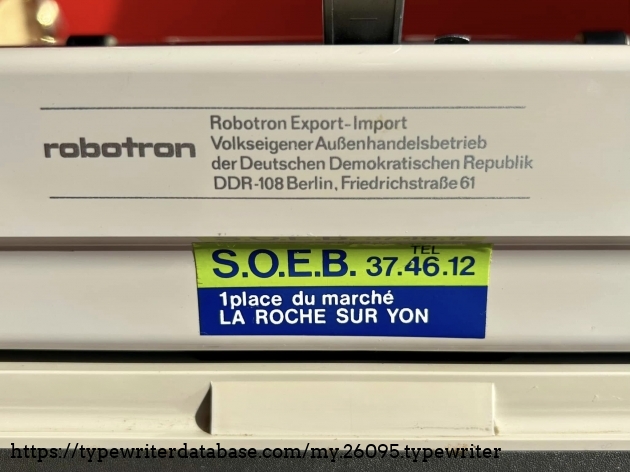 robotron
Robotron Export-Import
Volkseigener Außenhandelsbetrieb
der Deutschen Demokratischen Republik
DDR-108 Berlin, Friedrichstraße 61
S.O.E.B. TEL 37.46.12
1place du marché
LA ROCHE SUR YON
https://typewriterdatabase.com/my.26095.typewriter